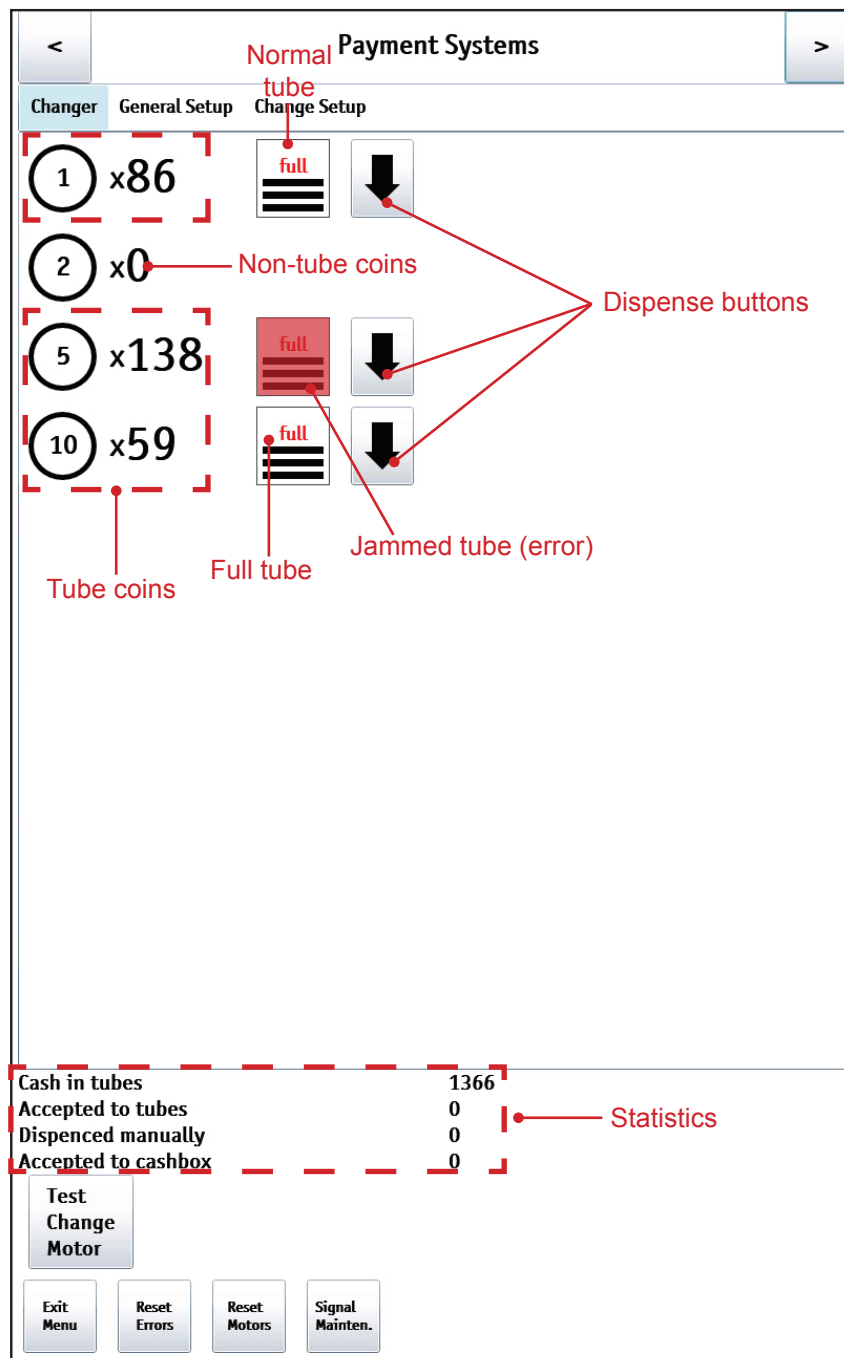 <
Payment Systems
>
Normal
tube
Changer
General Setup
Change Setup
1
x86
full
2
x0
Non-tube coins
Dispense buttons
5
x138
full
10
x59
full
Jammed tube (error)
Full tube
Tube coins
Cash in tubes 1366
Accepted to tubes 0
Dispenced manually 0
Accepted to cashbox 0
Statistics
Test
Change
Motor
Exit
Menu
Reset
Errors
Reset
Motors
Signal
Mainten.